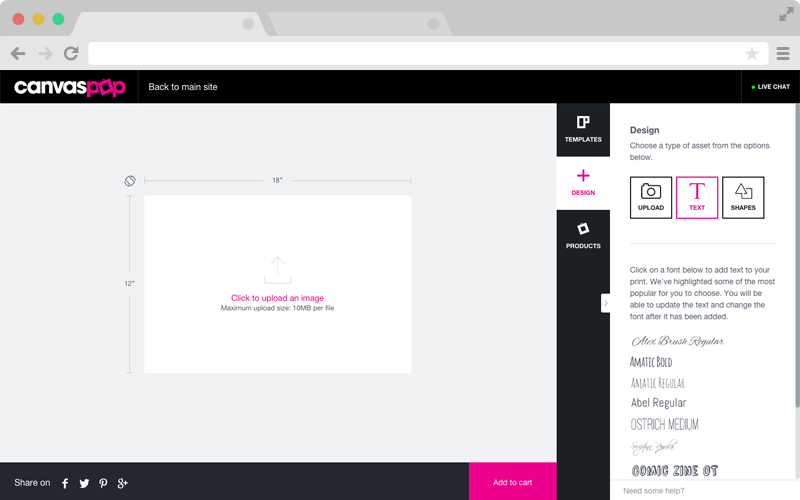 canvaspop
Back to main site
LIVE CHAT
18"
12"
Click to upload an image
Maximum upload size: 10MB per file
TEMPLATES
DESIGN
PRODUCTS
Design
Choose a type of asset from the options
below.
UPLOAD
TEXT
SHAPES
Click on a font below to add text to your
print. We've highlighted some of the most
popular for you to choose. You will be
able to update the text and change the
font after it has been added.
Alex Brush Regular
AMATIC BOLD
AMATIC REGULAR
Abel Regular
OSTRICH MEDIUM
COMIC ZINE OT
Share on
Add to cart
Need some help?